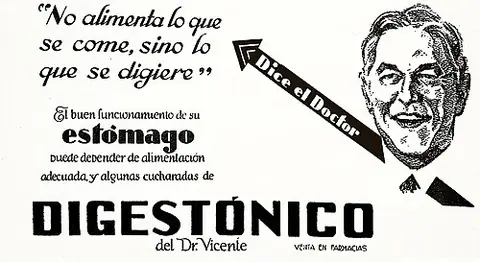 "No alimenta lo que
se come, sino lo
que se digiere"
Dice el Doctor
El buen funcionamiento de su
estómago
puede depender de alimentación
adecuada, y algunas cucharadas de
DIGESTÓNICO
del Dr. Vicente
VENTA EN FARMACIAS